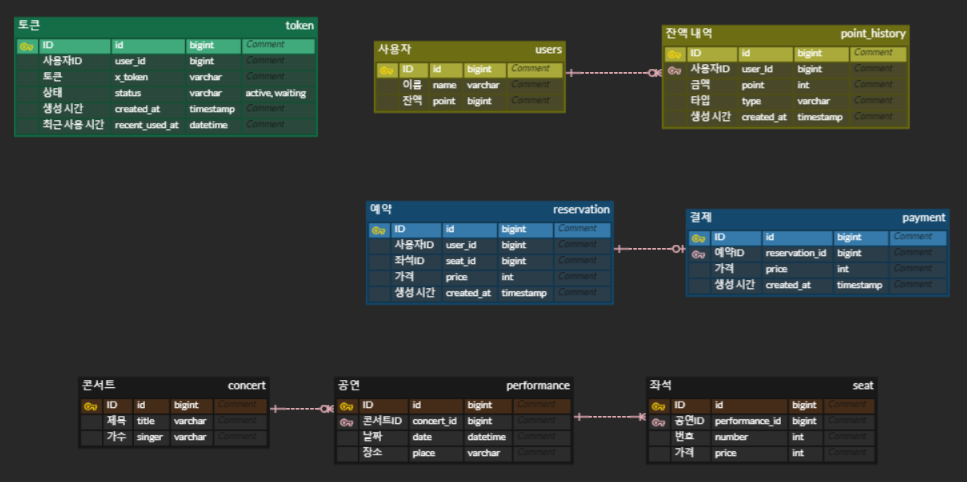 토큰 token
ID id bigint Comment
사용자ID user_id bigint Comment
토큰 x_token varchar Comment
상태 status varchar active, waiting
생성 시간 created_at timestamp Comment
최근 사용 시간 recent_used_at datetime Comment
사용자 users
ID id bigint Comment
이름 name varchar Comment
잔액 point bigint Comment
잔액 내역 point_history
ID id bigint Comment
사용자ID user_Id bigint Comment
금액 point int Comment
타입 type varchar Comment
생성 시간 created_at timestamp Comment
예약 reservation
ID id bigint Comment
사용자ID user_id bigint Comment
좌석ID seat_id bigint Comment
가격 price int Comment
생성 시간 created_at timestamp Comment
결제 payment
ID id bigint Comment
예약ID reservation_id bigint Comment
가격 price int Comment
생성 시간 created_at timestamp Comment
콘서트 concert
ID id bigint Comment
제목 title varchar Comment
가수 singer varchar Comment
공연 performance
ID id bigint Comment
콘서트ID concert_id bigint Comment
날짜 date datetime Comment
장소 place varchar Comment
좌석 seat
ID id bigint Comment
공연ID performance_id bigint Comment
번호 number int Comment
가격 price int Comment